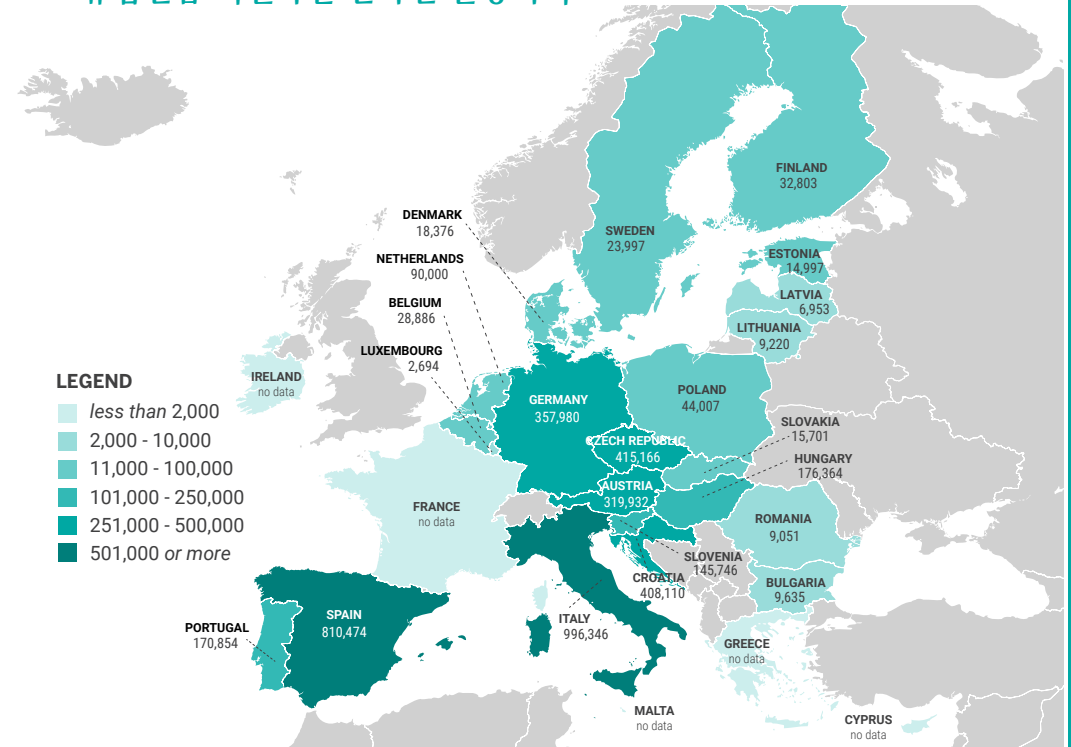 FINLAND
32,803
DENMARK
18,376
SWEDEN
23,997
ESTONIA
14,997
NETHERLANDS
90,000
LATVIA
6,953
BELGIUM
28,886
LITHUANIA
9,220
LUXEMBOURG
2,694
IRELAND
no data
GERMANY
357,980
POLAND
44,007
CZECH REPUBLIC
415,166
SLOVAKIA
15,701
HUNGARY
176,364
AUSTRIA
319,932
FRANCE
no data
ROMANIA
9,051
SLOVENIA
145,746
CROATIA
408,110
BULGARIA
9,635
SPAIN
810,474
PORTUGAL
170,854
ITALY
996,346
GREECE
no data
MALTA
no data
CYPRUS
no data
LEGEND
less than 2,000
2,000 - 10,000
11,000 - 100,000
101,000 - 250,000
251,000 - 500,000
501,000 or more